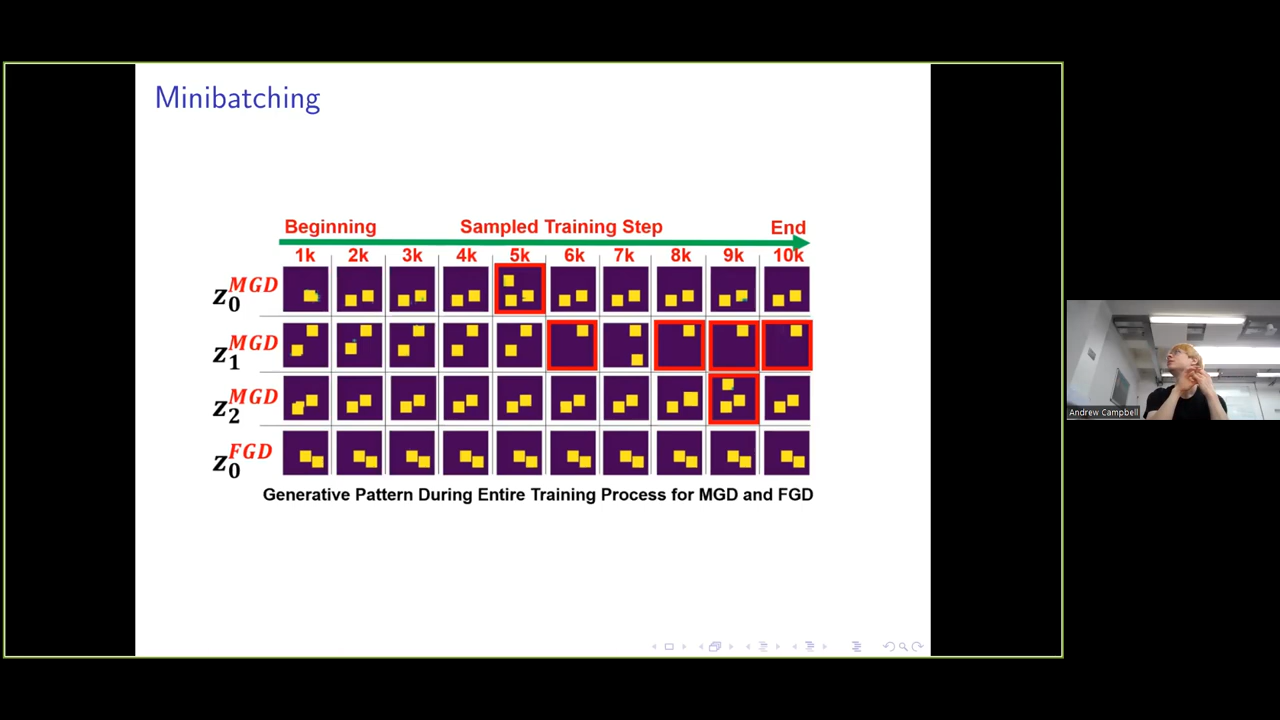 Minibatching
Beginning Sampled Training Step End
1k 2k 3k 4k 5k 6k 7k 8k 9k 10k
z₀ᴹᴳᴰ
z₁ᴹᴳᴰ
z₂ᴹᴳᴰ
z₀ᶠᴳᴰ
Generative Pattern During Entire Training Process for MGD and FGD
Andrew Campbell